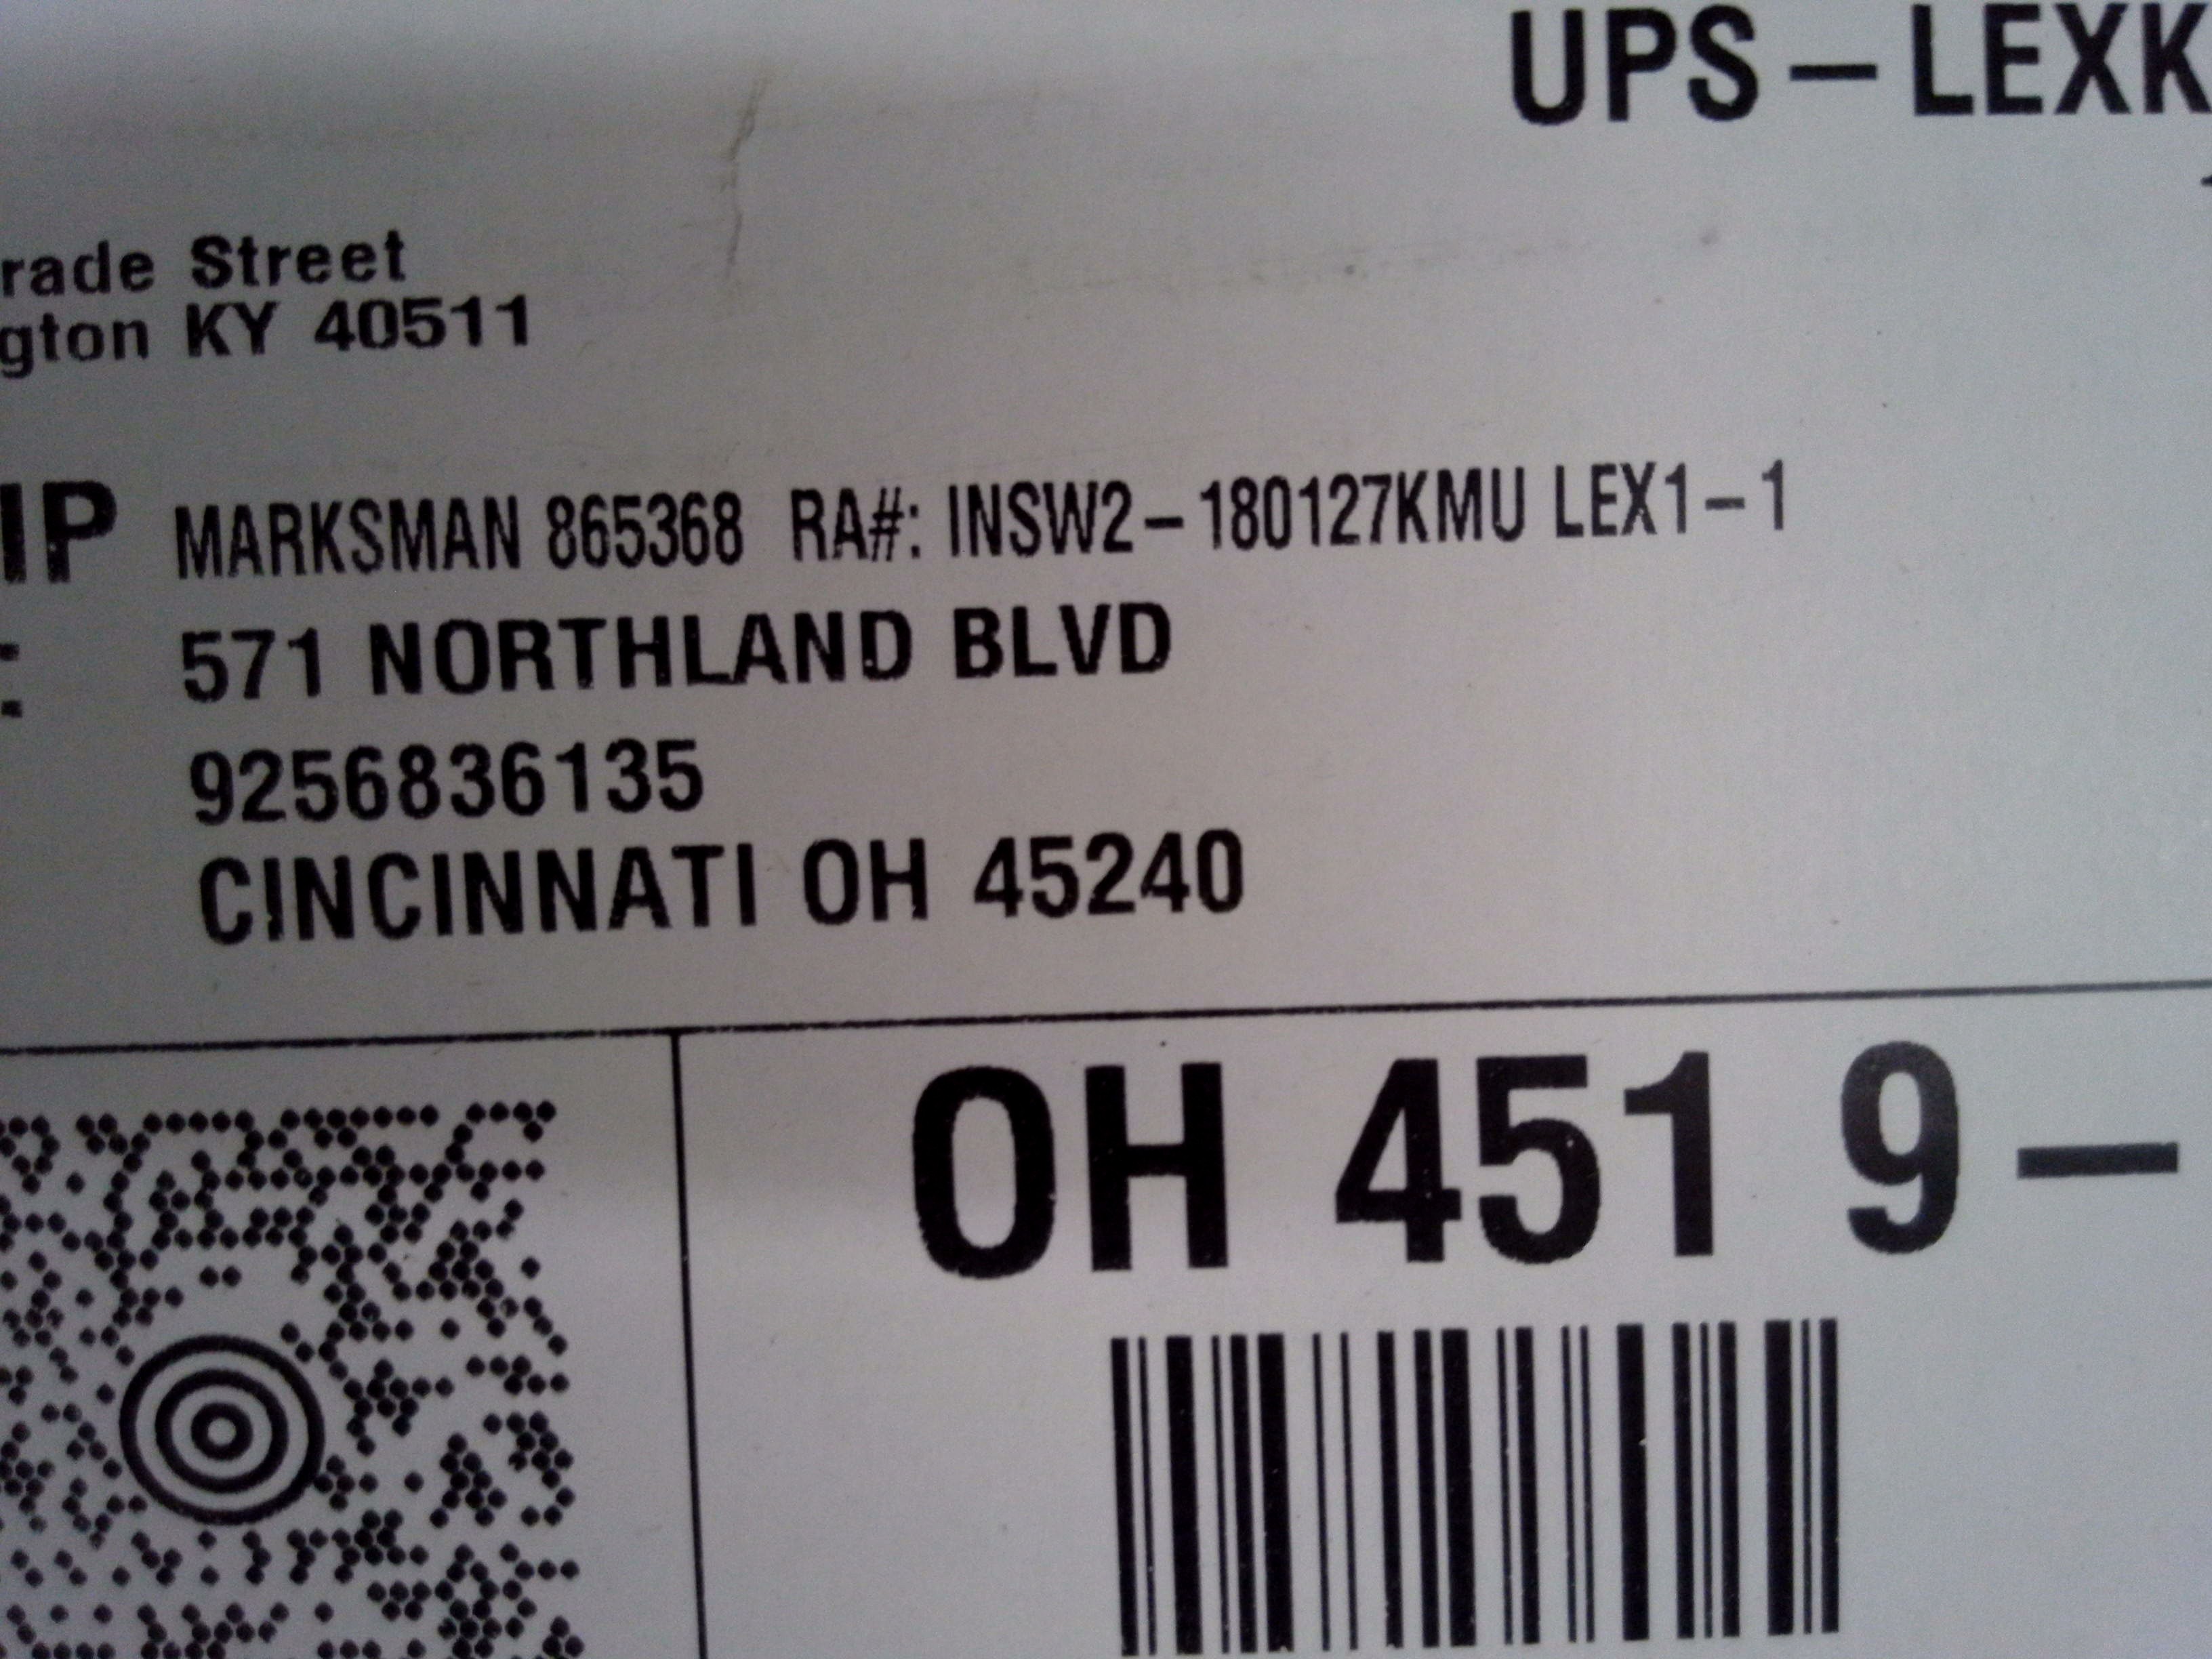 UPS – LEXK
rade Street
gton KY 40511
IP MARKSMAN 865368 RA#: INSW2–180127KMU LEX1–1
: 571 NORTHLAND BLVD
9256836135
CINCINNATI OH 45240
OH 451 9–